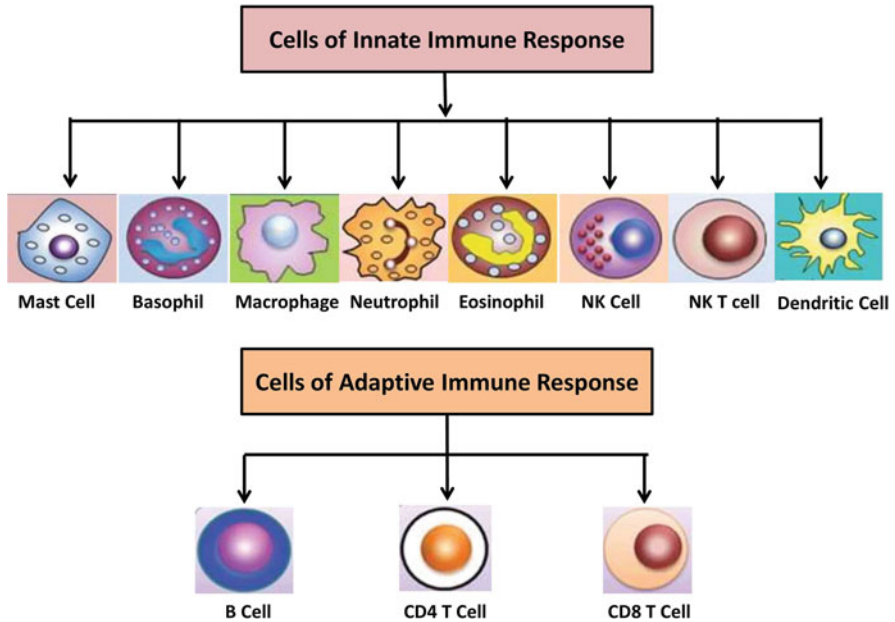 Cells of Innate Immune Response
Mast Cell
Basophil
Macrophage
Neutrophil
Eosinophil
NK Cell
NK T cell
Dendritic Cell
Cells of Adaptive Immune Response
B Cell
CD4 T Cell
CD8 T Cell